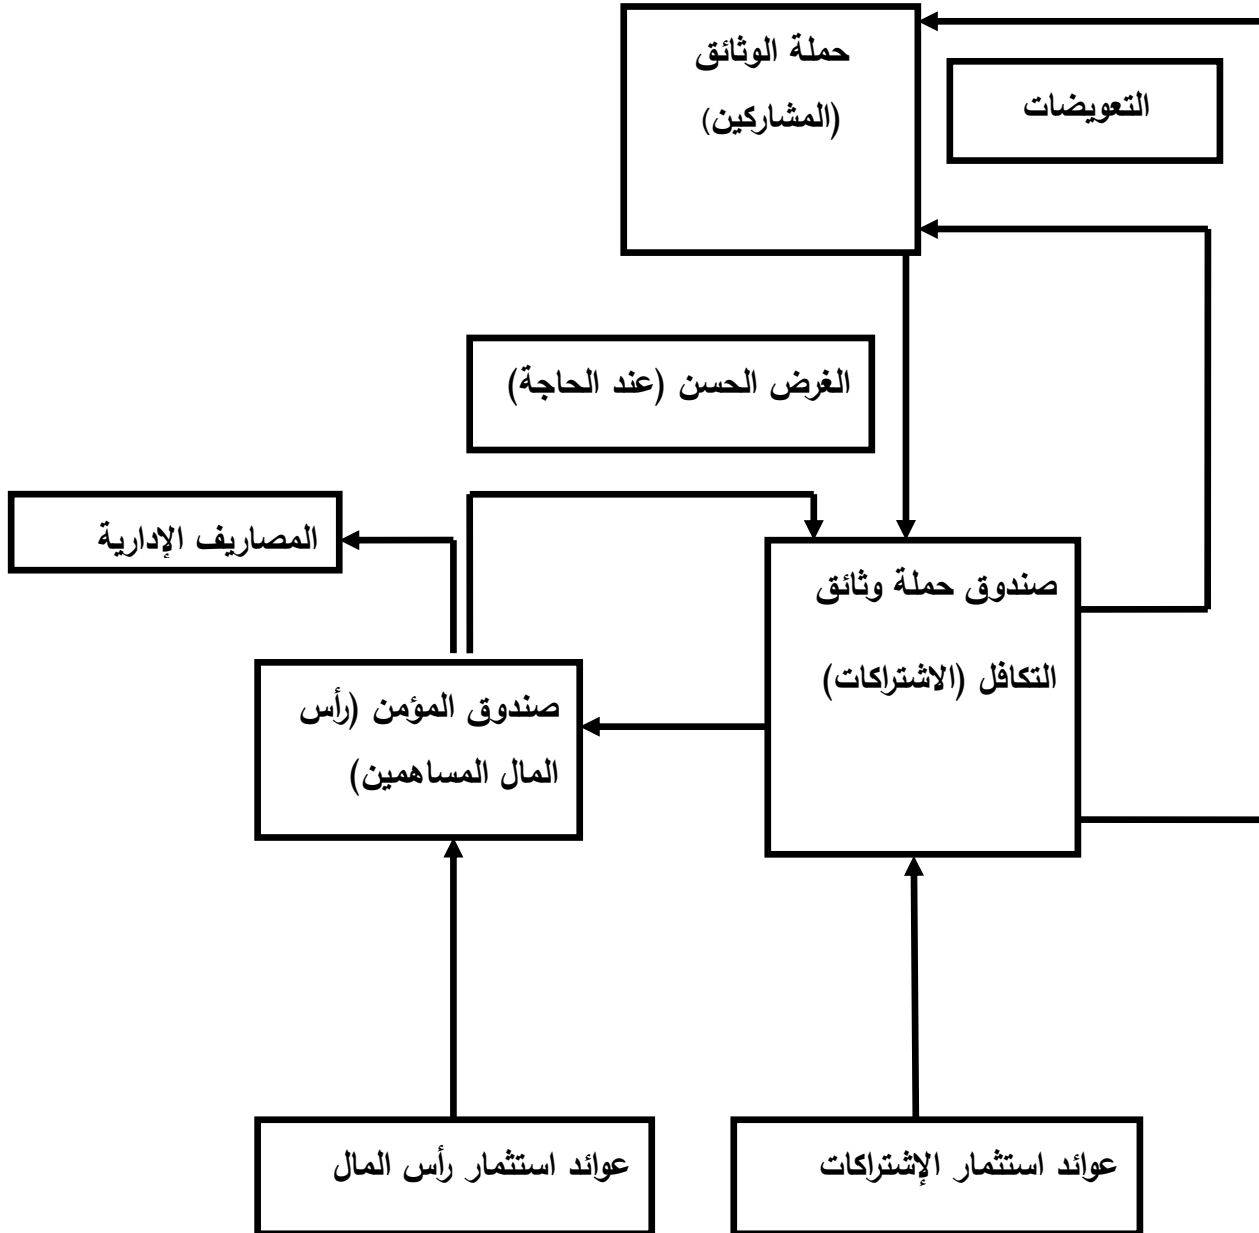 حملة الوثائق
(المشاركين)
التعويضات
الغرض الحسن (عند الحاجة)
المصاريف الإدارية
صندوق حملة وثائق
التكافل (الاشتراكات)
صندوق المؤمن (رأس
المال المساهمين)
عوائد استثمار الإشتراكات
عوائد استثمار رأس المال